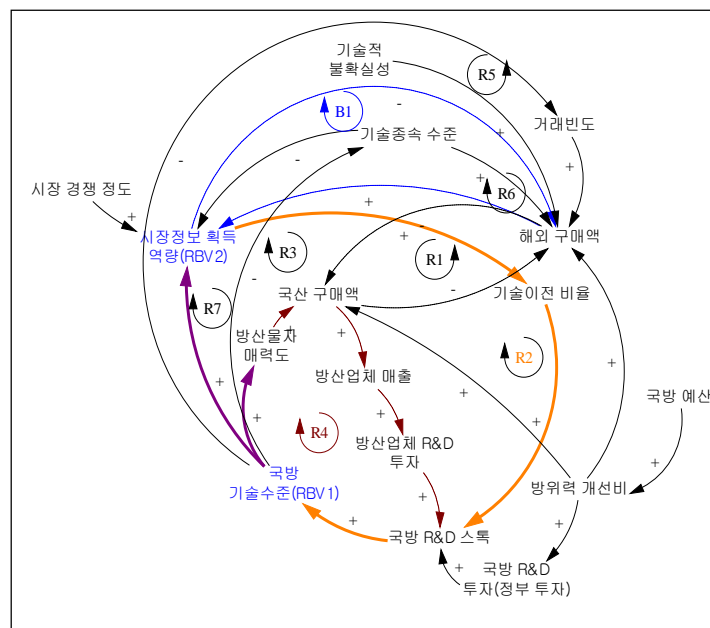 기술적
불확실성
R5
B1
거래빈도
기술종속 수준
-
+
+
-
-
시장 경쟁 정도
+
+
R6
+
시장정보 획득
역량(RBV2)
해외 구매액
R3
+
-
R1
-
국산 구매액
-
기술이전 비율
R7
방산물자
매력도
+
+
R2
방산업체 매출
+
+
+
국방 예산
+
+
R4
+
+
방산업체 R&D
투자
+
국방
기술수준(RBV1)
+
방위력 개선비
+
+
국방 R&D 스톡
+
국방 R&D
투자(정부 투자)